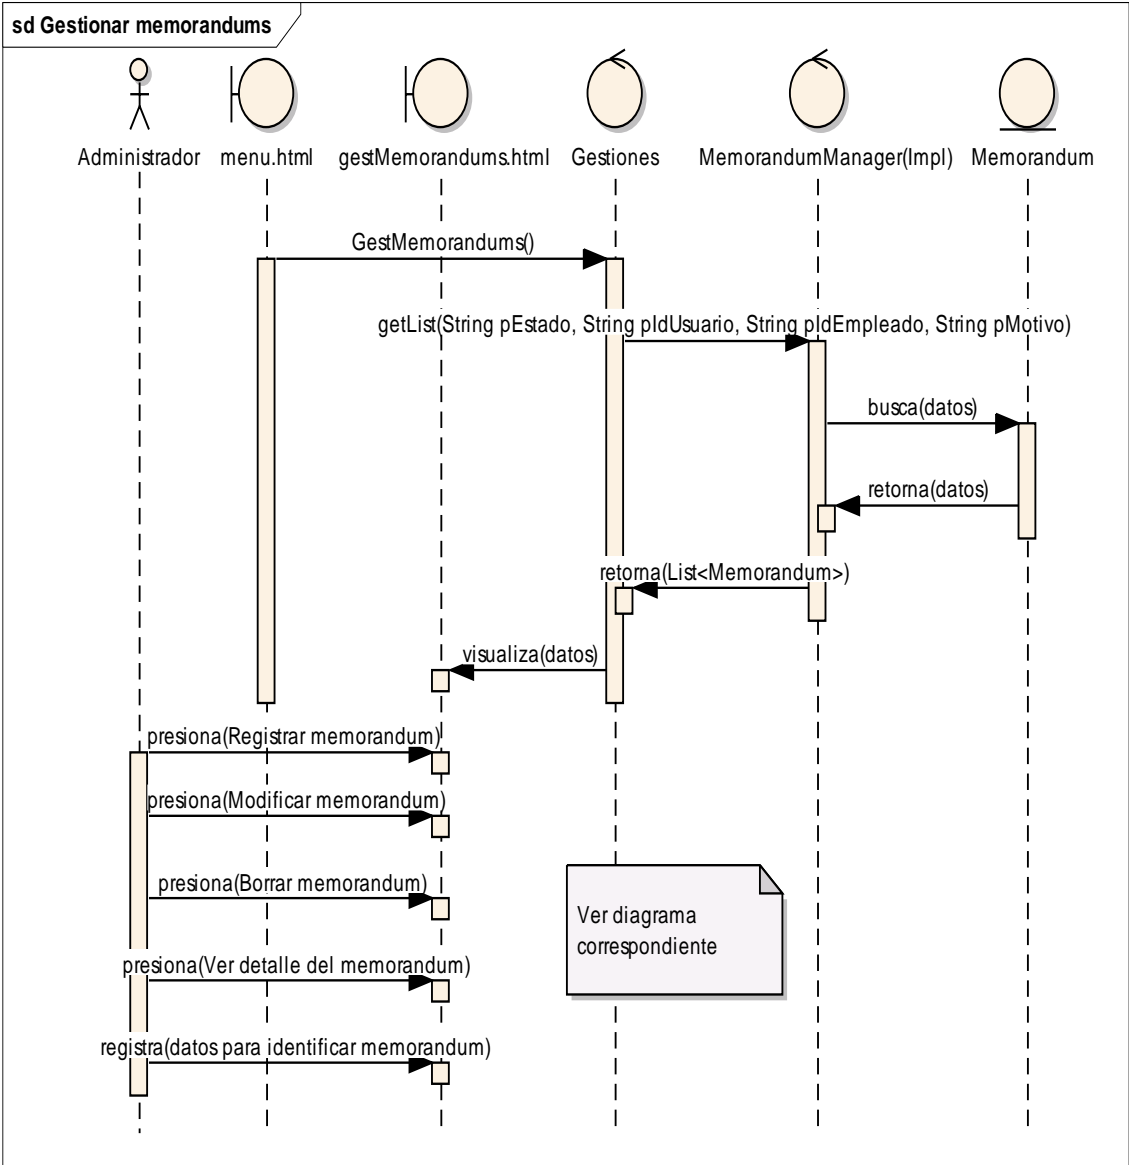 sd Gestionar memorandums
Administrador
menu.html
gestMemorandums.html
Gestiones
MemorandumManager(Impl)
Memorandum
GestMemorandums()
getList(String pEstado, String pIdUsuario, String pIdEmpleado, String pMotivo)
busca(datos)
retorna(datos)
retorna(List<Memorandum>)
visualiza(datos)
presiona(Registrar memorandum)
presiona(Modificar memorandum)
presiona(Borrar memorandum)
Ver diagrama
correspondiente
presiona(Ver detalle del memorandum)
registra(datos para identificar memorandum)